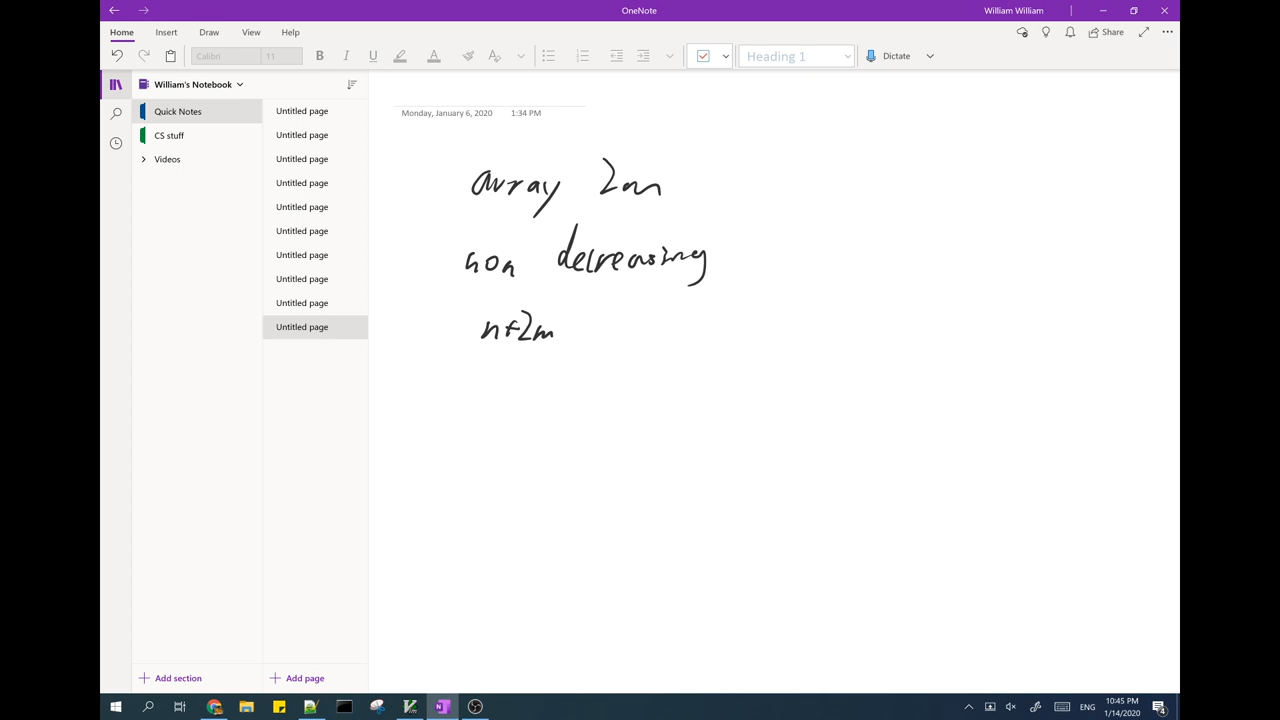 OneNote
William William
Home Insert Draw View Help
Share
Calibri 11 B I U A A Heading 1 Dictate
William's Notebook
Quick Notes
CS stuff
Videos
Untitled page
Untitled page
Untitled page
Untitled page
Untitled page
Untitled page
Untitled page
Untitled page
Untitled page
Untitled page
Monday, January 6, 2020 1:34 PM
array 2m
non decreasing
n+2m
Add section
Add page
ENG
10:45 PM
1/14/2020
4